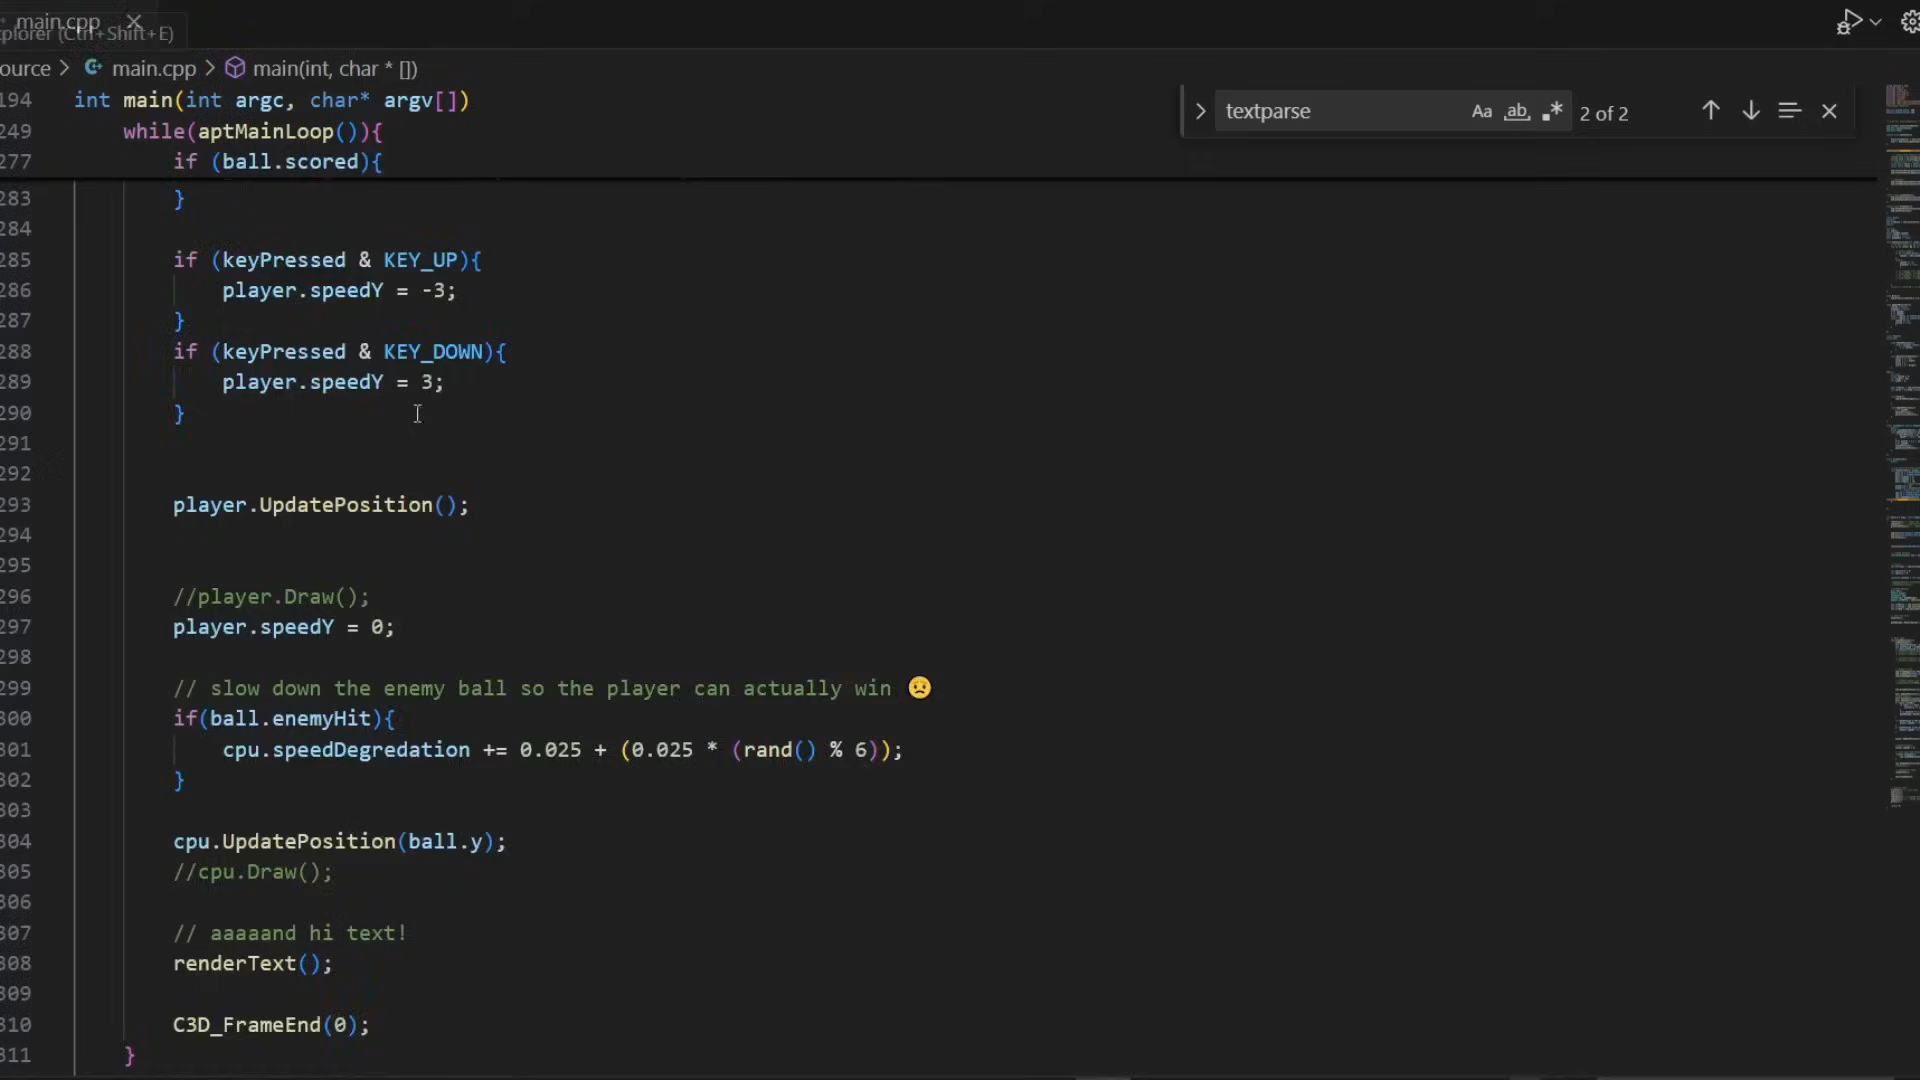 main.cpp
plorer (Ctrl+Shift+E)
ource > main.cpp > main(int, char * [])
textparse Aa ab 2 of 2
194 int main(int argc, char* argv[])
249 while(aptMainLoop()){
277 if (ball.scored){
283 }
284
285 if (keyPressed & KEY_UP){
286 player.speedY = -3;
287 }
288 if (keyPressed & KEY_DOWN){
289 player.speedY = 3;
290 }
291
292
293 player.UpdatePosition();
294
295
296 //player.Draw();
297 player.speedY = 0;
298
299 // slow down the enemy ball so the player can actually win 😟
300 if(ball.enemyHit){
301 cpu.speedDegredation += 0.025 + (0.025 * (rand() % 6));
302 }
303
304 cpu.UpdatePosition(ball.y);
305 //cpu.Draw();
306
307 // aaaaand hi text!
308 renderText();
309
310 C3D_FrameEnd(0);
311 }